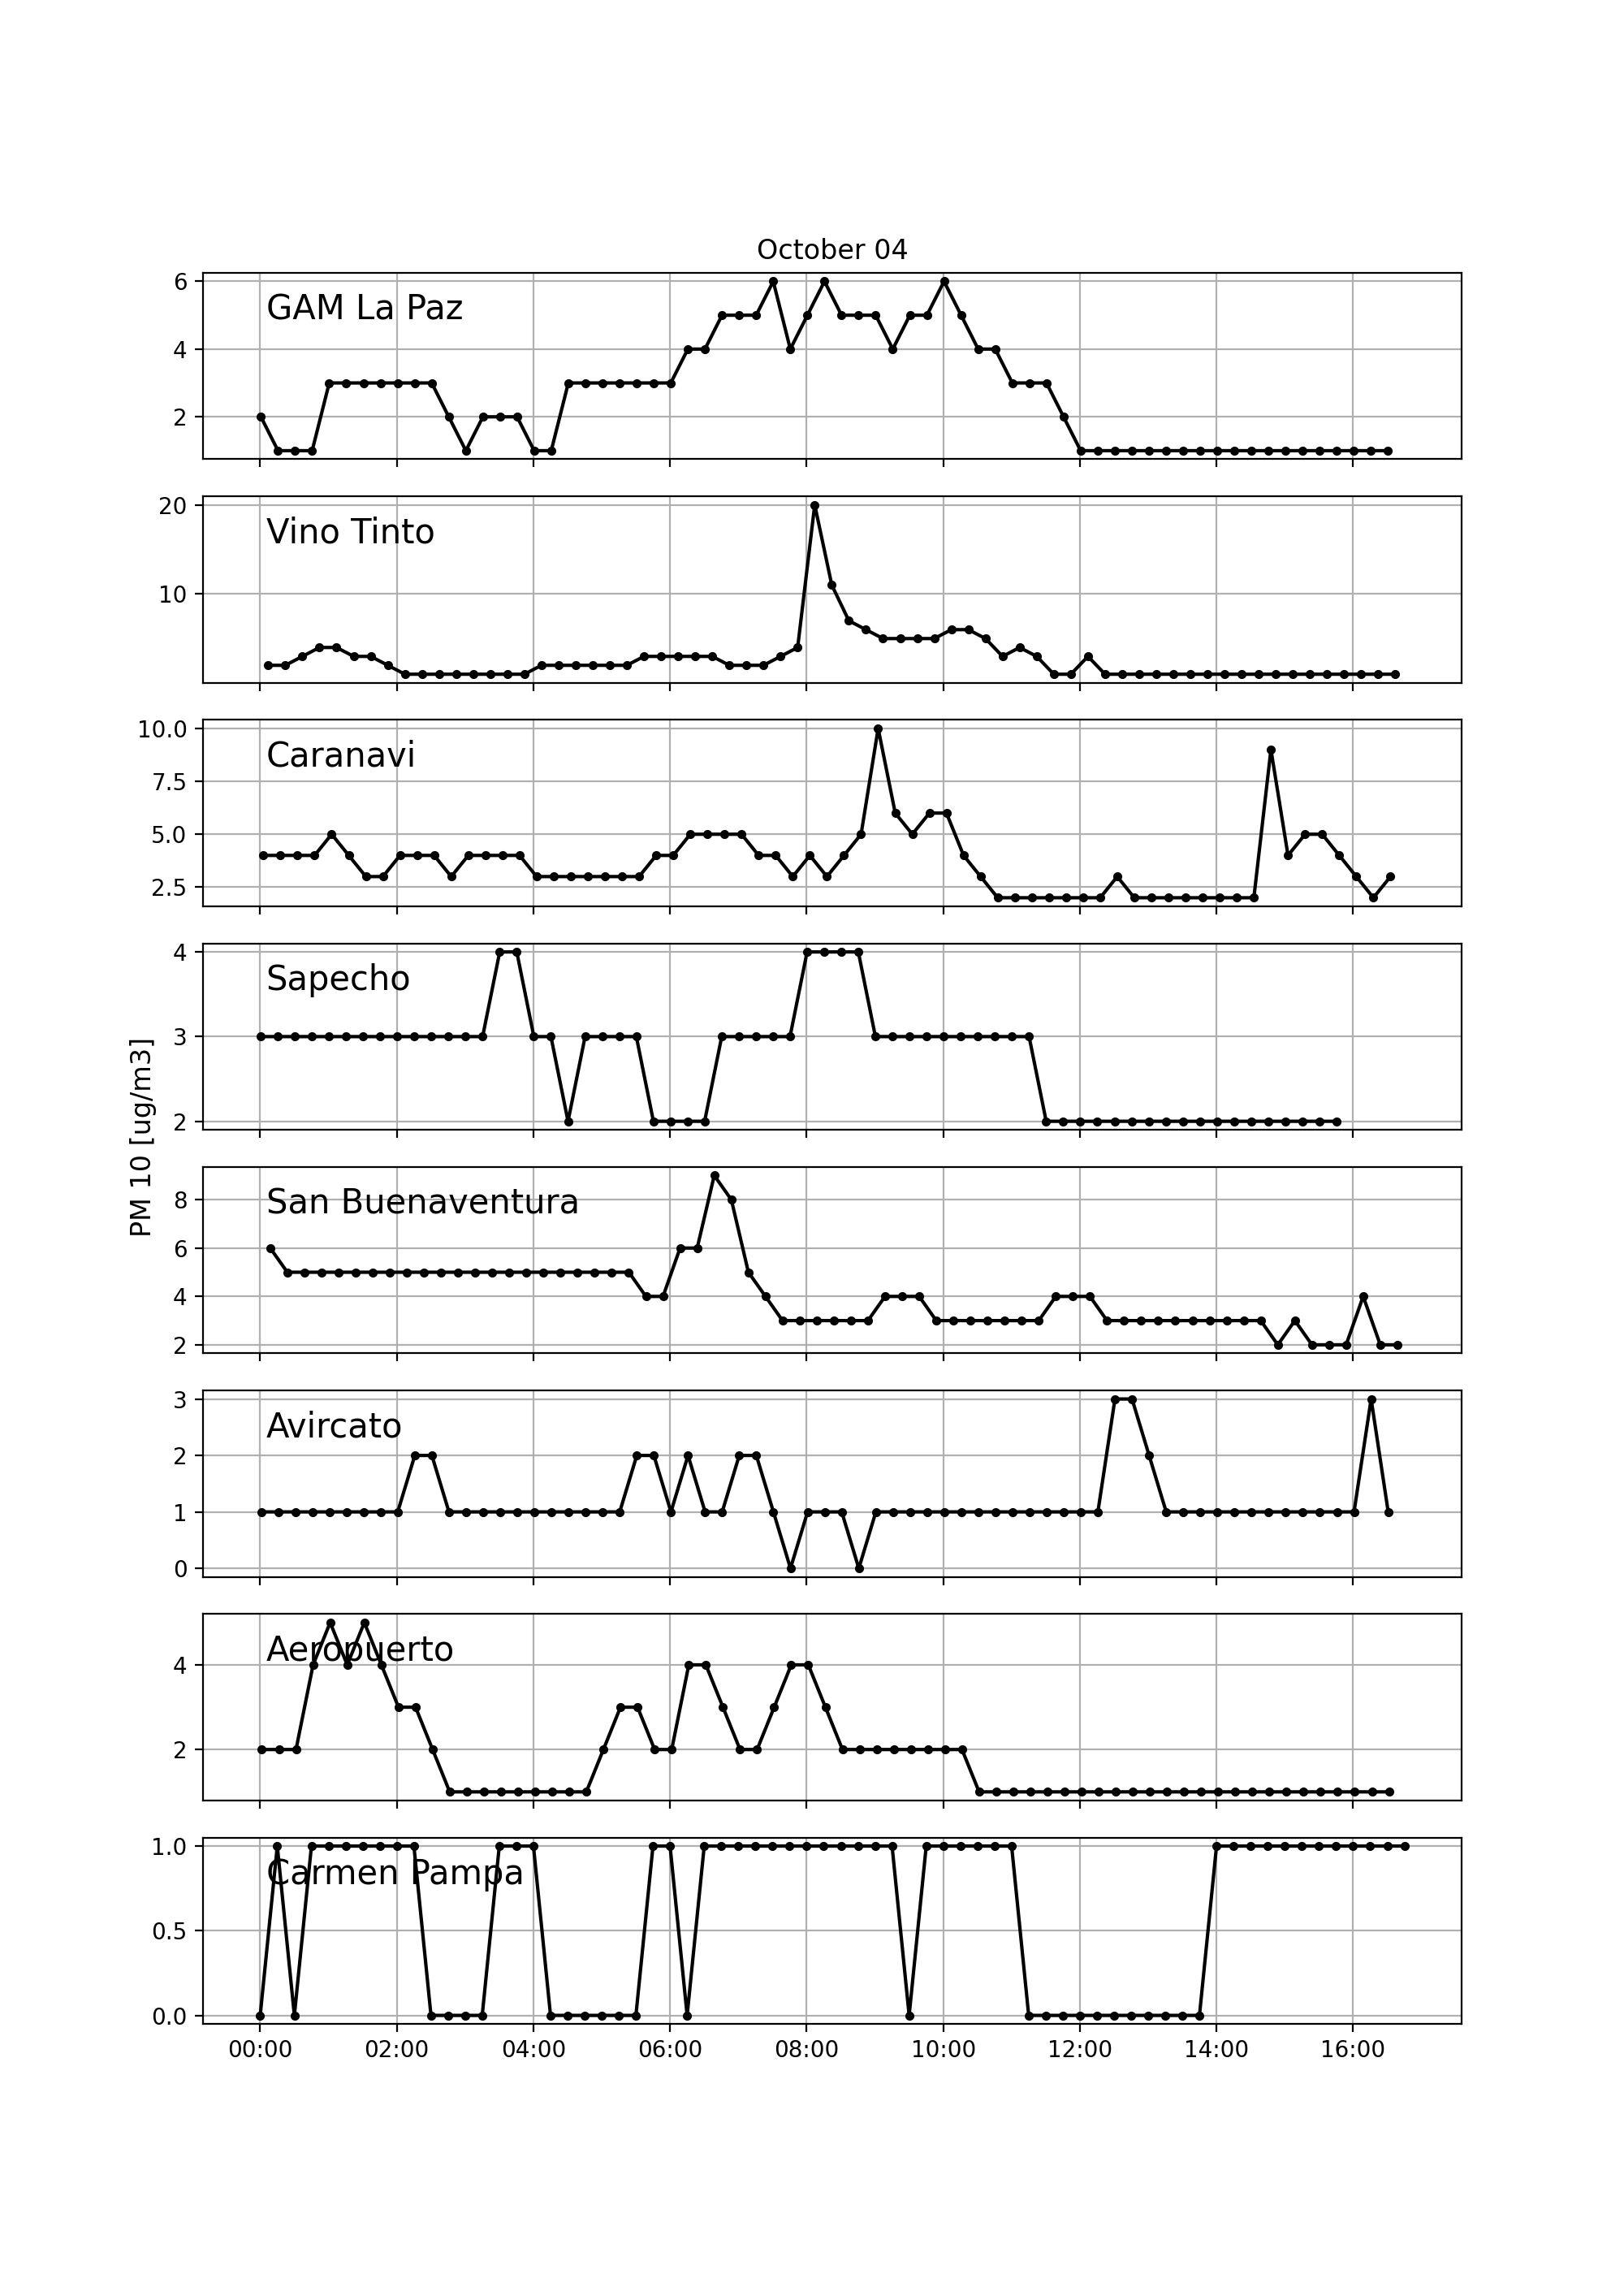 October 04
6
GAM La Paz
4
2
20
Vino Tinto
10
10.0
Caranavi
7.5
5.0
2.5
4
Sapecho
3
2
PM 10 [ug/m3]
8
San Buenaventura
6
4
2
3
Avircato
2
1
0
Aeropuerto
4
2
1.0
Carmen Pampa
0.5
0.0
00:00 02:00 04:00 06:00 08:00 10:00 12:00 14:00 16:00